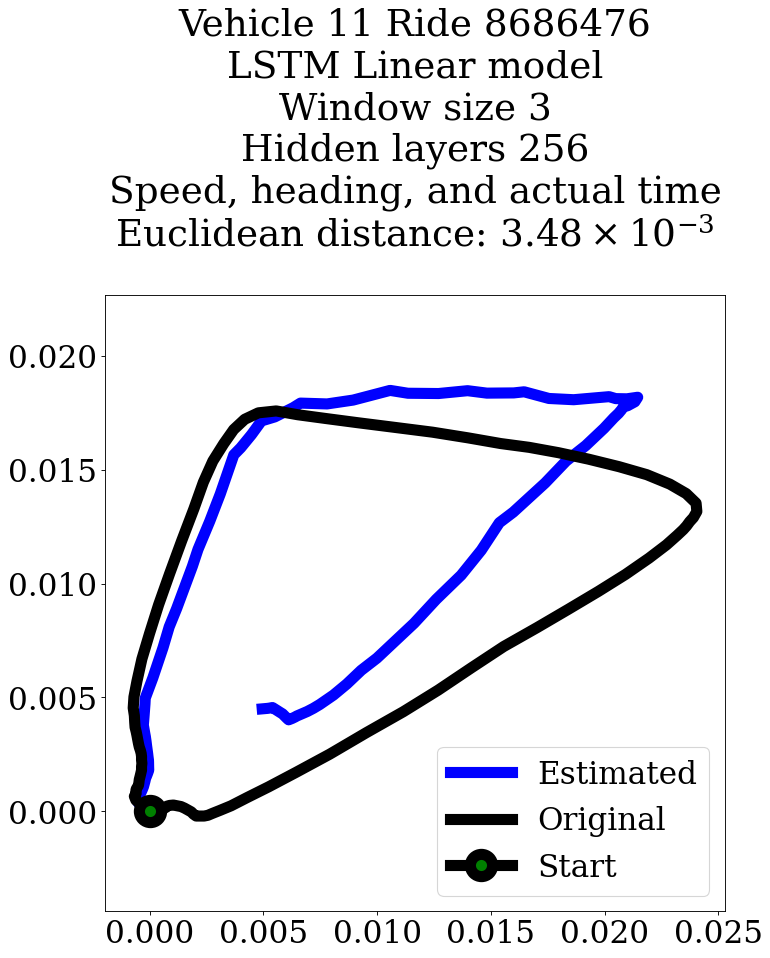 Vehicle 11 Ride 8686476
LSTM Linear model
Window size 3
Hidden layers 256
Speed, heading, and actual time
Euclidean distance: 3.48 × 10⁻³
0.020
0.015
0.010
0.005
0.000
Estimated
Original
Start
0.000 0.005 0.010 0.015 0.020 0.025